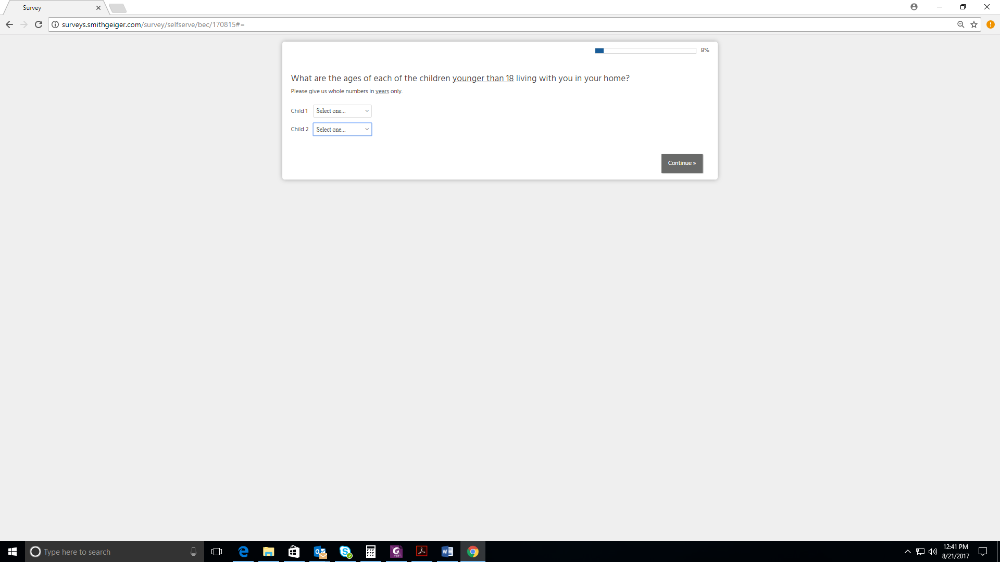 Survey
surveys.smithgeiger.com/survey/selfserve/bec/170815#=
8%
What are the ages of each of the children younger than 18 living with you in your home?
Please give us whole numbers in years only.
Child 1 Select one...
Child 2 Select one...
Continue »
Type here to search
12:41 PM
8/21/2017